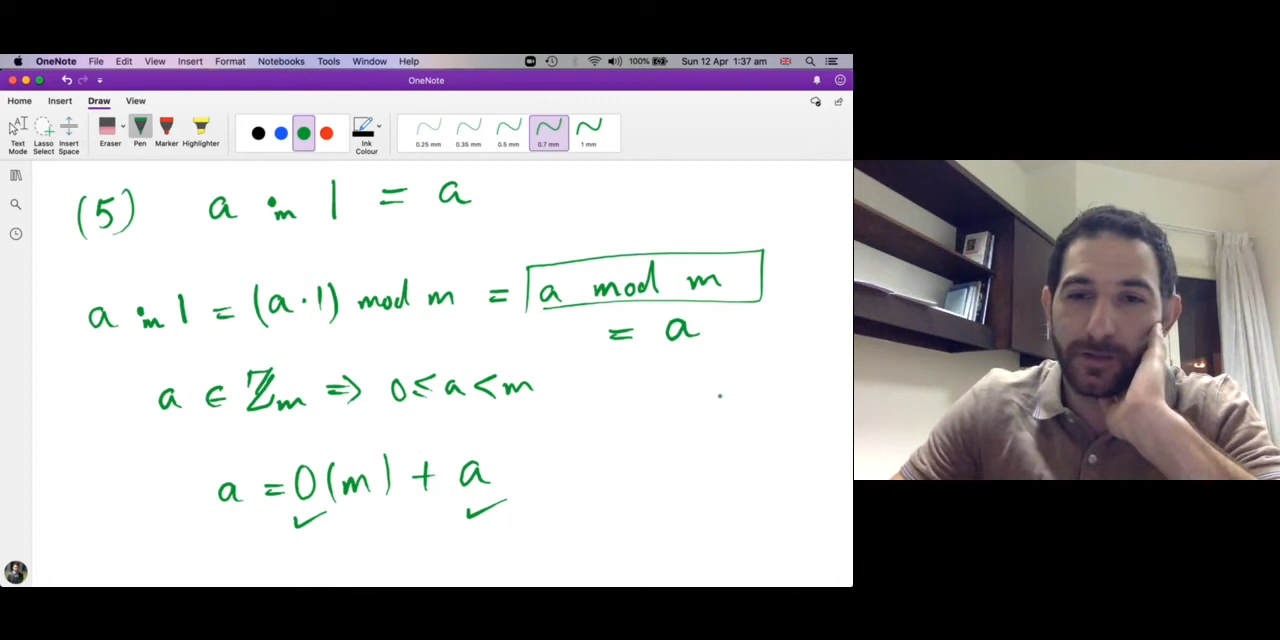 OneNote File Edit View Insert Format Notebooks Tools Window Help 100% Sun 12 Apr 1:37 am
OneNote
Home Insert Draw View
Text Mode Lasso Select Insert Space Eraser Pen Marker Highlighter Ink Colour 0.25 mm 0.35 mm 0.5 mm 0.7 mm 1 mm
(5) a ·m 1 = a
a ·m 1 = (a · 1) mod m = a mod m
= a
a ∈ ℤm ⇒ 0 ≤ a < m
a = 0(m) + a